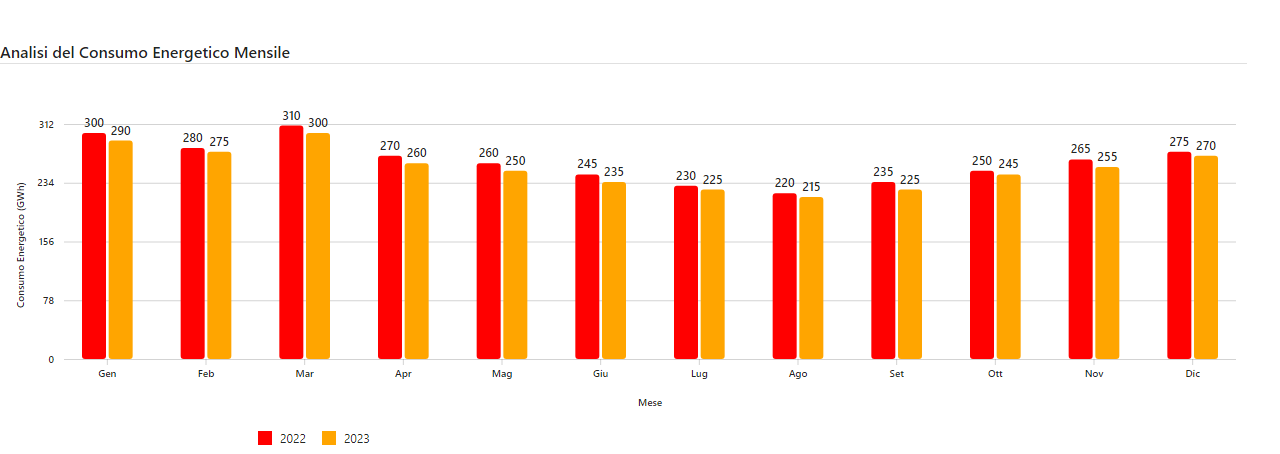 Analisi del Consumo Energetico Mensile
Consumo Energetico (GWh)
312
234
156
78
0
300 290 280 275 310 300 270 260 260 250 245 235 230 225 220 215 235 225 250 245 265 255 275 270
Gen Feb Mar Apr Mag Giu Lug Ago Set Ott Nov Dic
Mese
2022 2023